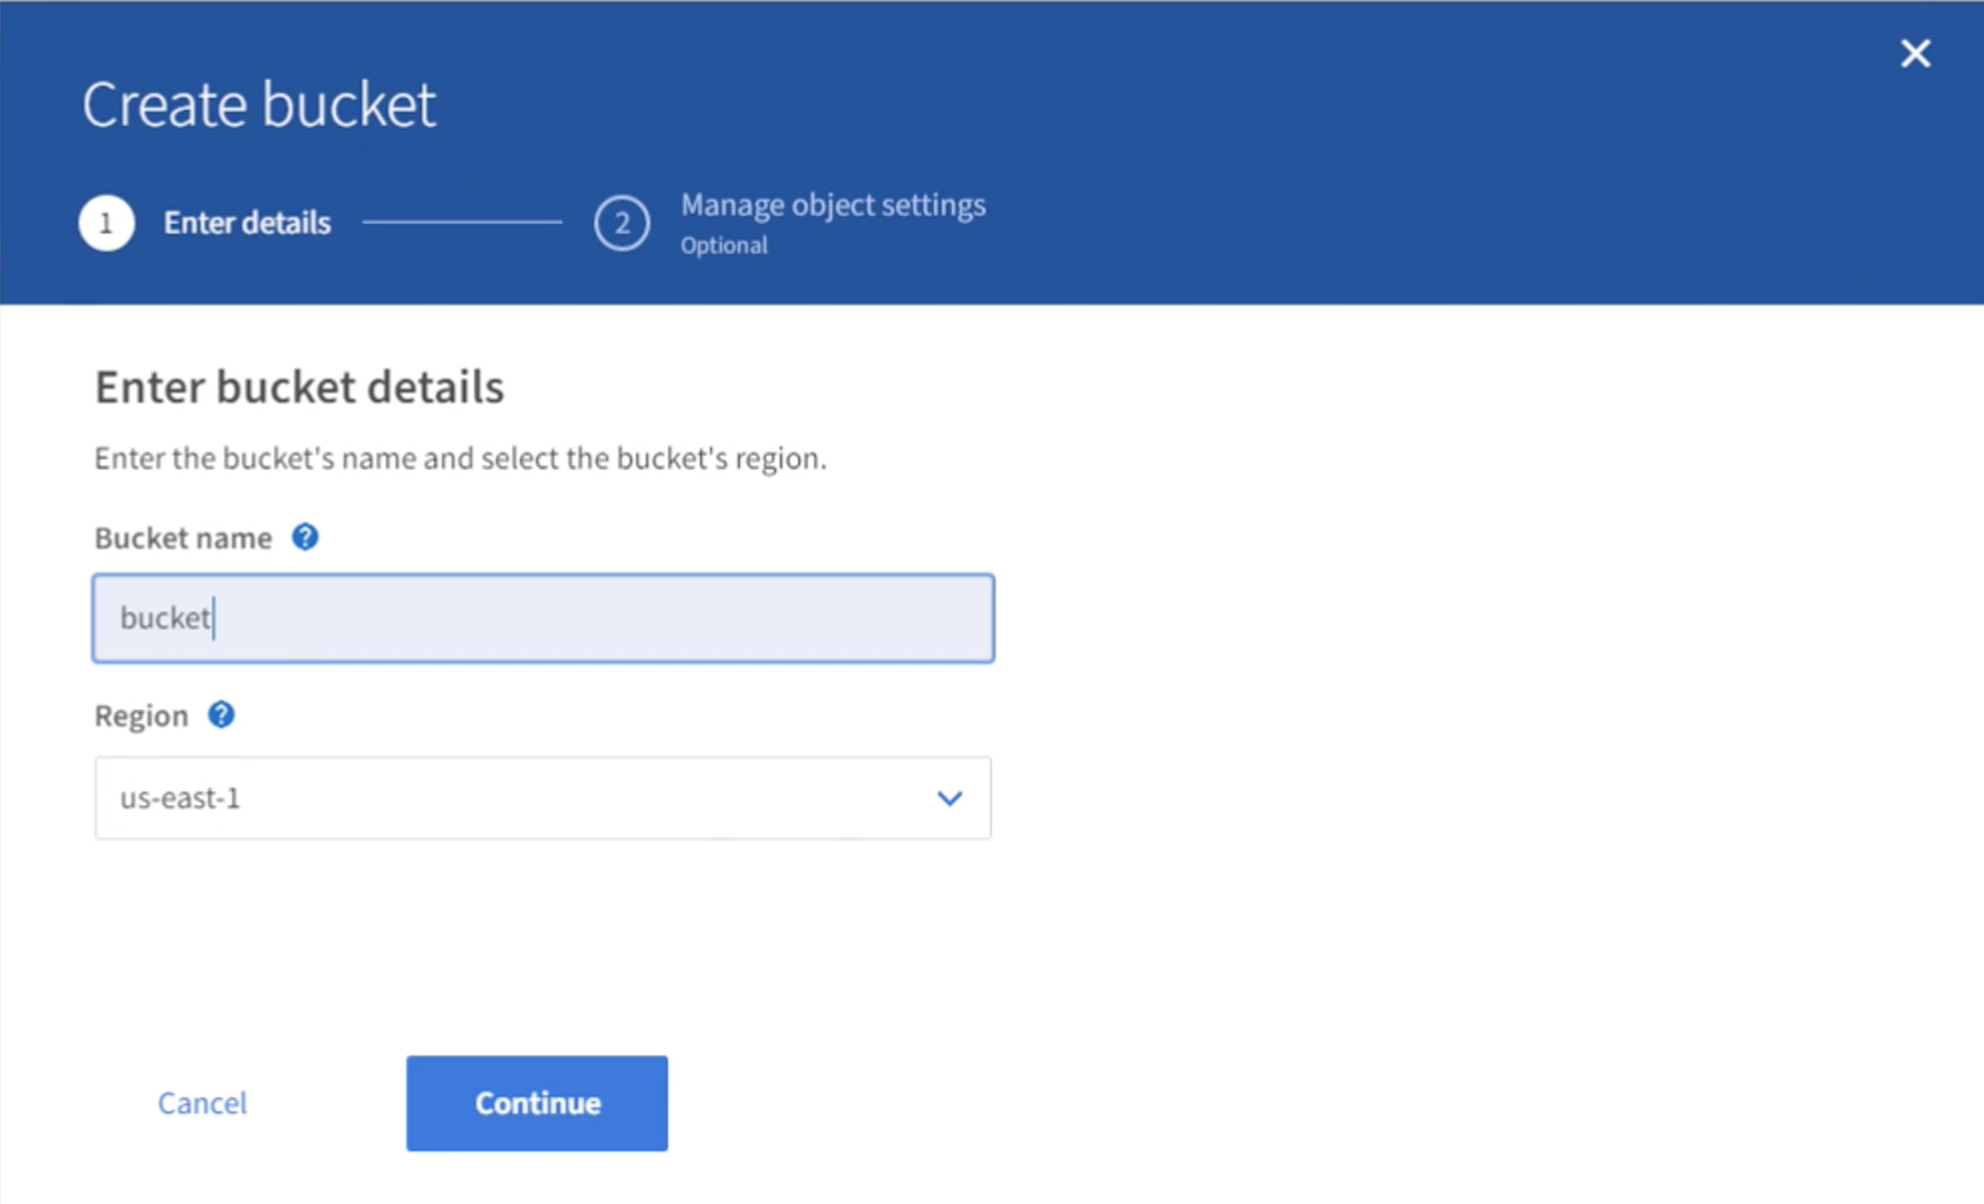 Create bucket
1 Enter details
2 Manage object settings
Optional
Enter bucket details
Enter the bucket's name and select the bucket's region.
Bucket name ?
bucket
Region ?
us-east-1
Cancel Continue